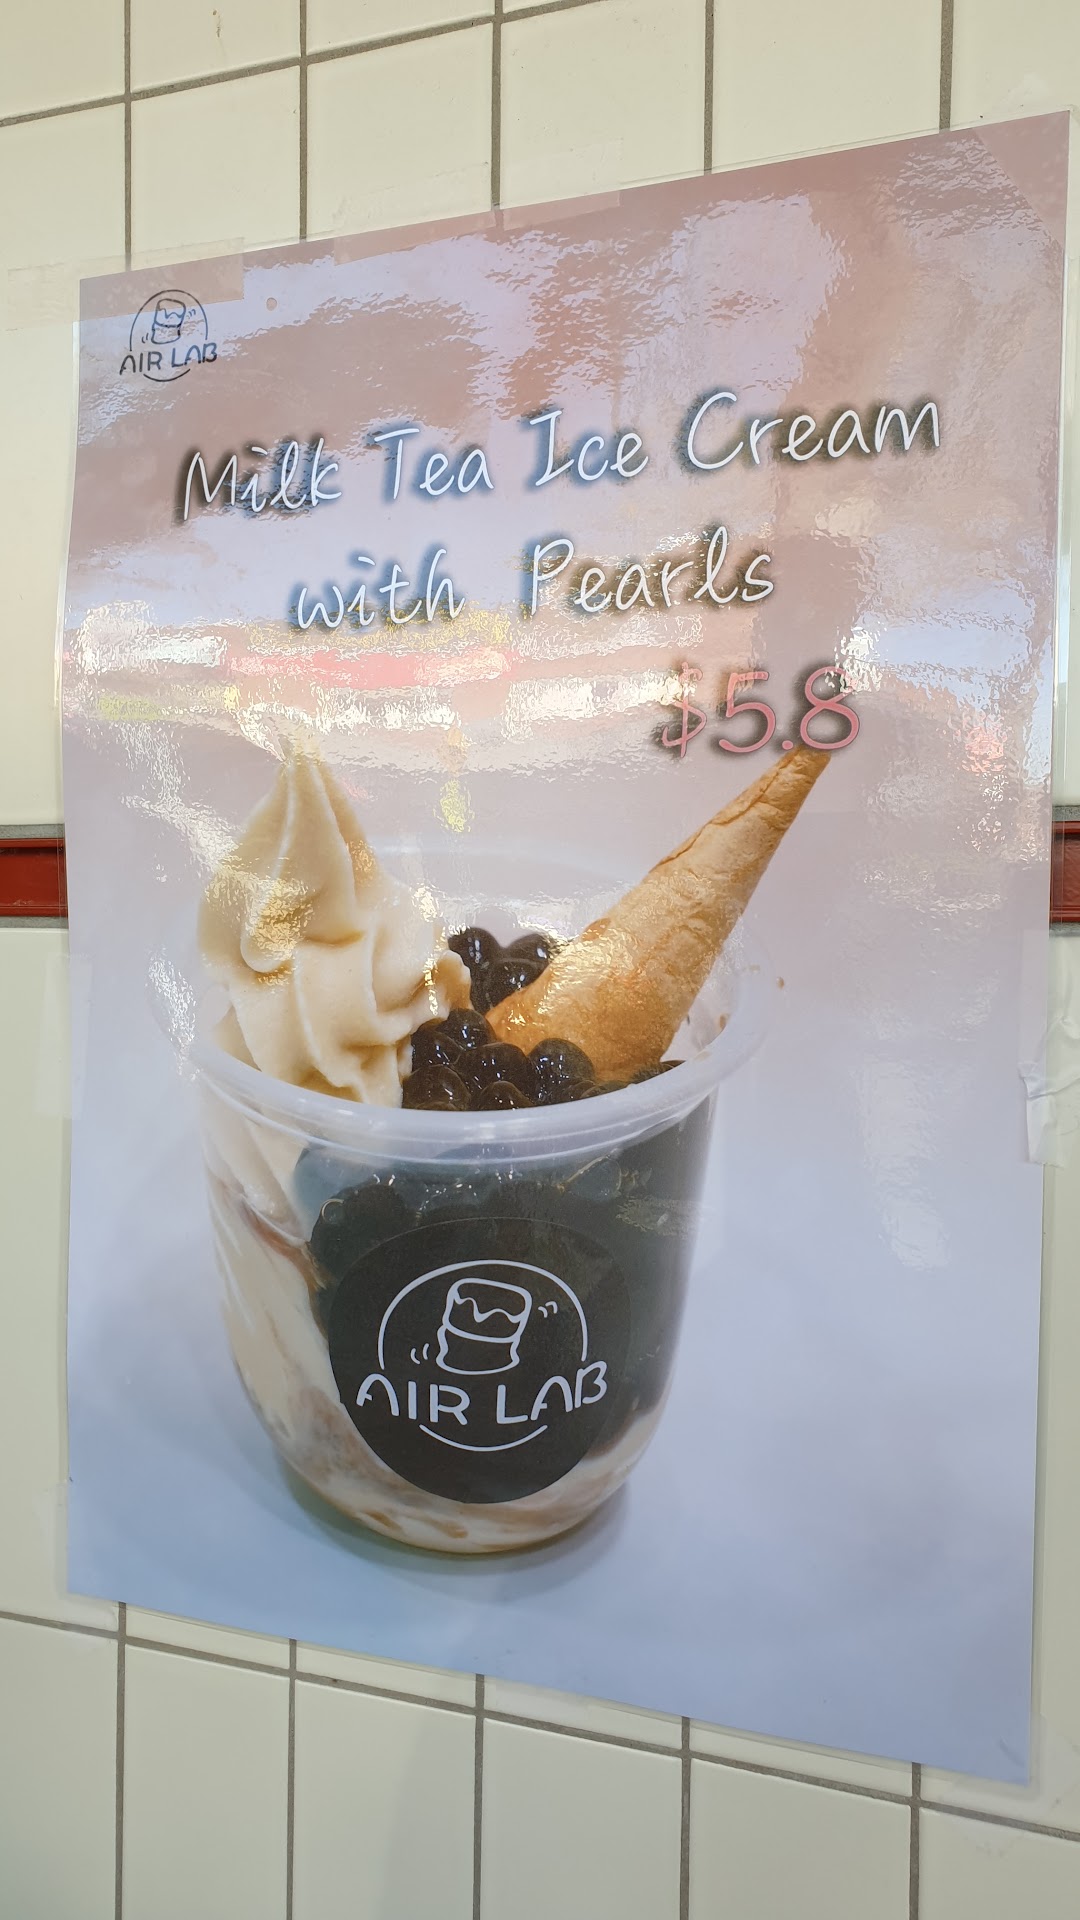 AIR LAB
Milk Tea Ice Cream
with Pearls
$5.8
AIR LAB